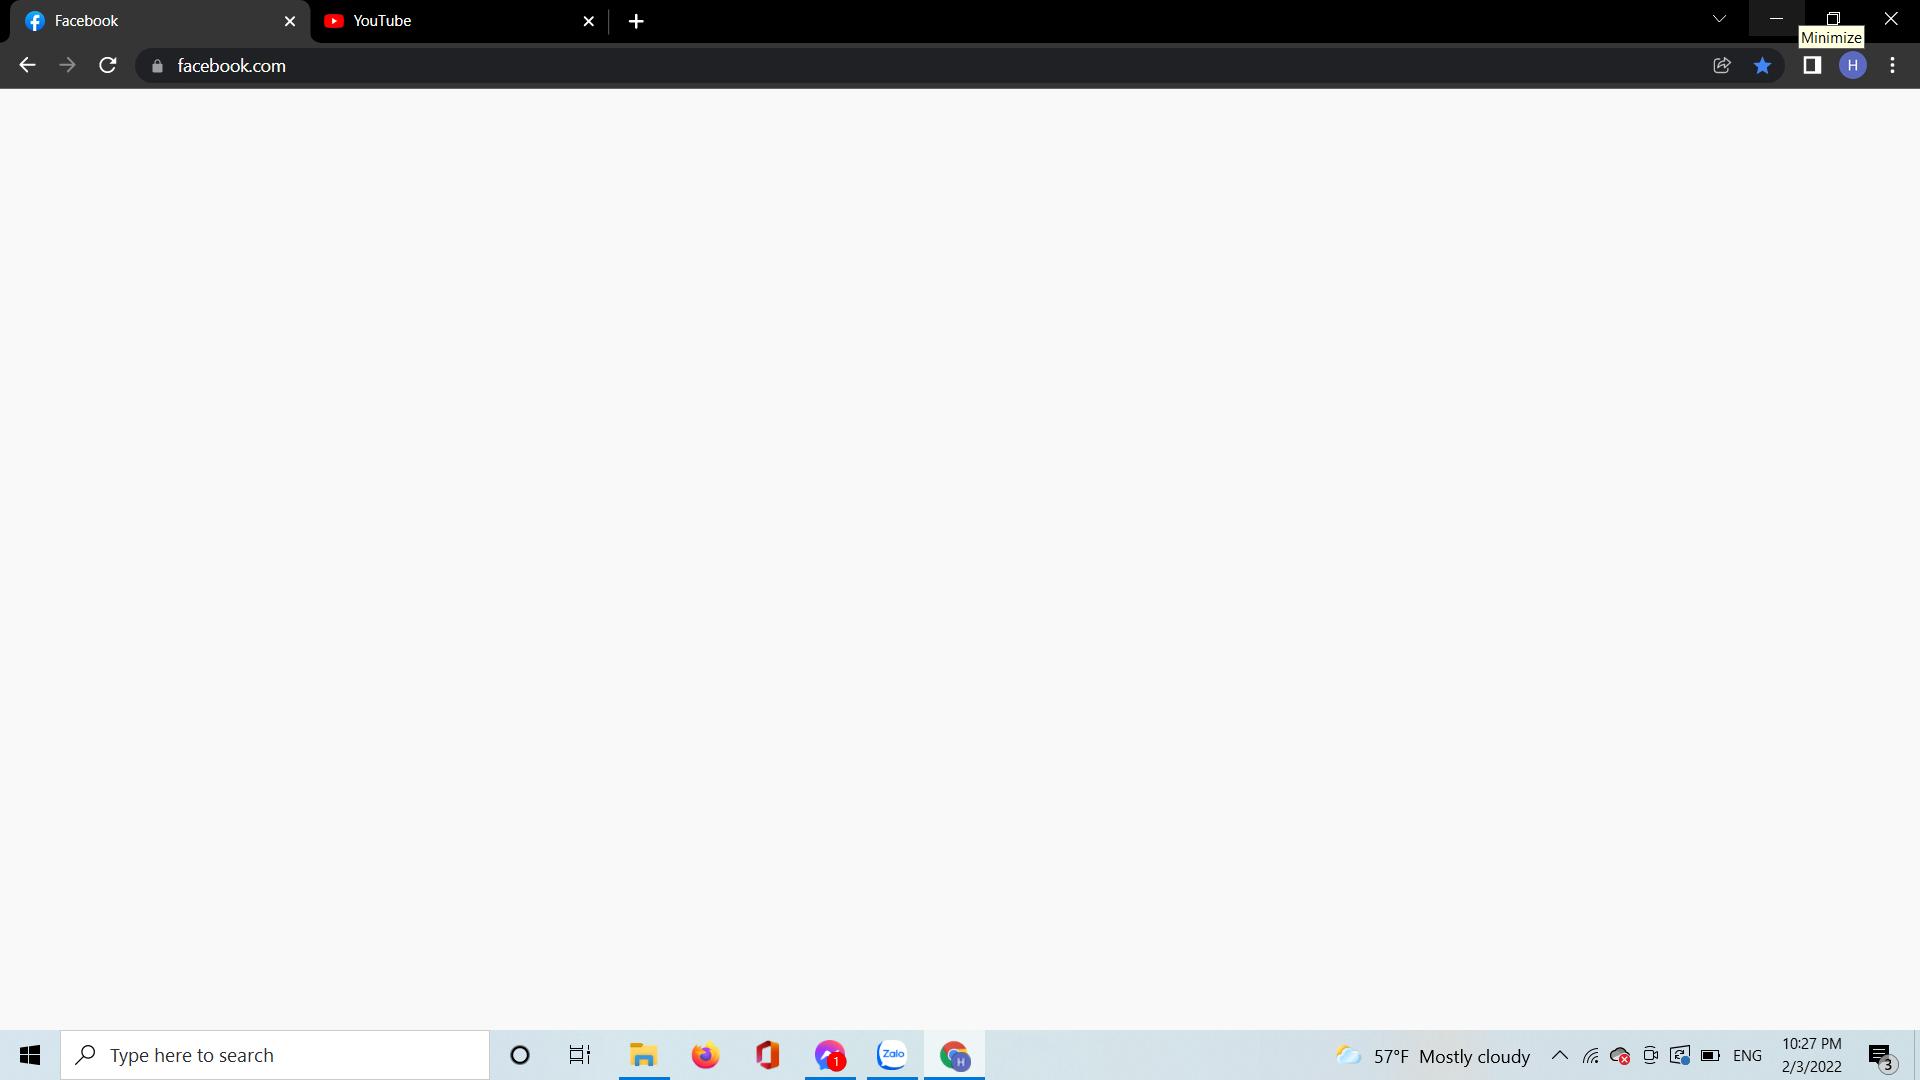 Facebook
YouTube
Minimize
facebook.com
H
Type here to search
1
Zalo
H
57°F Mostly cloudy
ENG
10:27 PM
2/3/2022
3